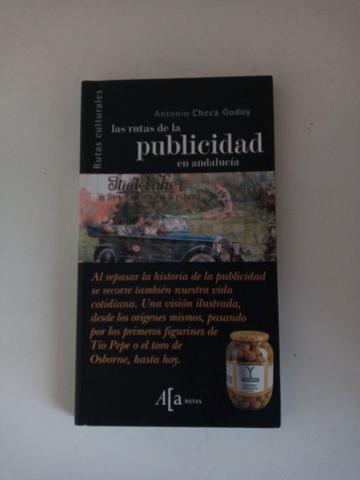 Rutas culturales
Antonio Checa Godoy
las rutas de la
publicidad
en andalucía
Studebaker
Al repasar la historia de la publicidad
se recorre también nuestra vida
cotidiana. Una visión ilustrada,
desde los orígenes mismos, pasando
por los primeros figurines de
Tío Pepe o el toro de
Osborne, hasta hoy.
A[a RUTAS